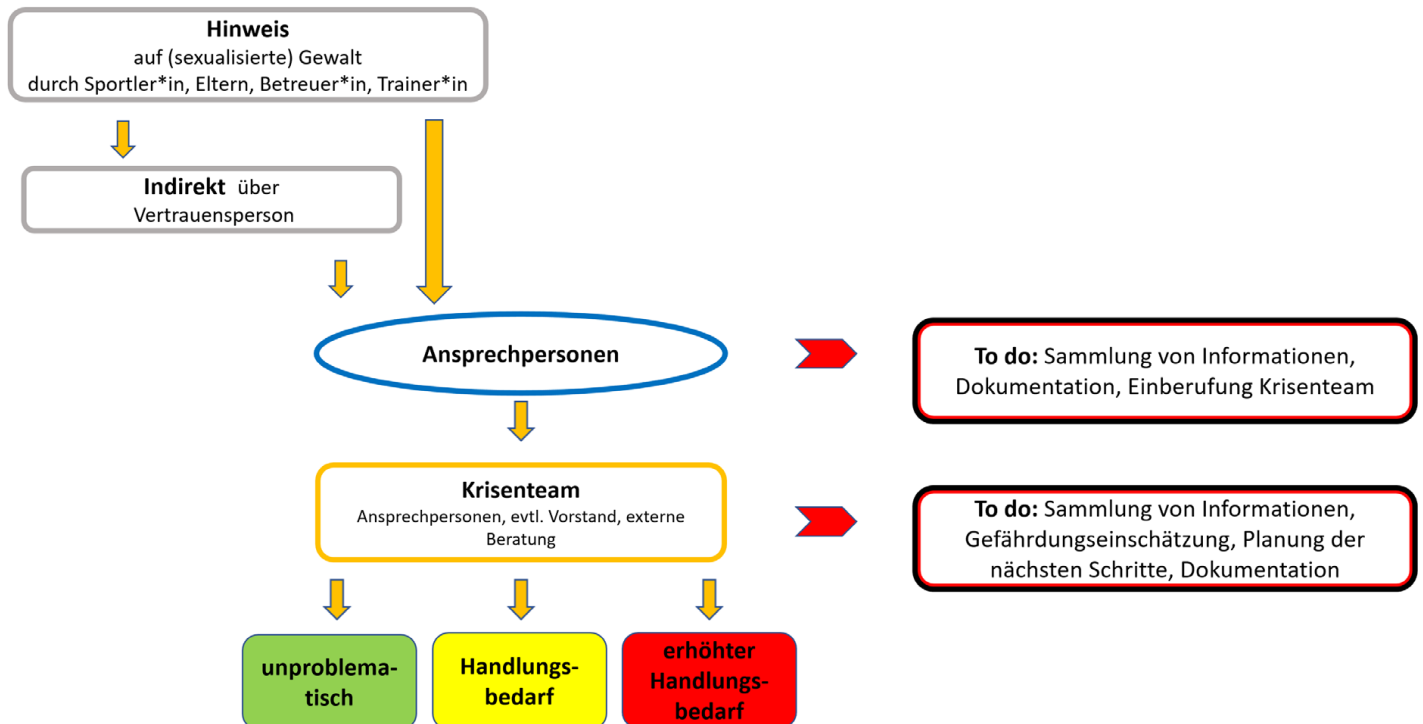 Hinweis
auf (sexualisierte) Gewalt
durch Sportler*in, Eltern, Betreuer*in, Trainer*in
Indirekt über
Vertrauensperson
Ansprechpersonen
To do: Sammlung von Informationen,
Dokumentation, Einberufung Krisenteam
Krisenteam
Ansprechpersonen, evtl. Vorstand, externe
Beratung
To do: Sammlung von Informationen,
Gefährdungseinschätzung, Planung der
nächsten Schritte, Dokumentation
unproblema-
tisch
Handlungs-
bedarf
erhöhter
Handlungs-
bedarf